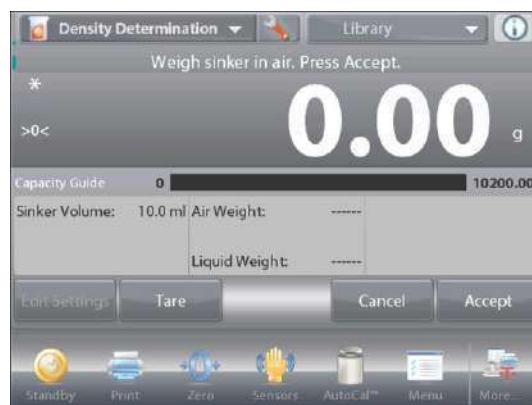 Density Determination
Library
Weigh sinker in air. Press Accept.
*
>0<
0.00 g
Capacity Guide 0 10200.00
Sinker Volume: 10.0 ml Air Weight: ------
Liquid Weight: ------
Edit Settings Tare Cancel Accept
Standby Print Zero Sensors AutoCal™ Menu More...